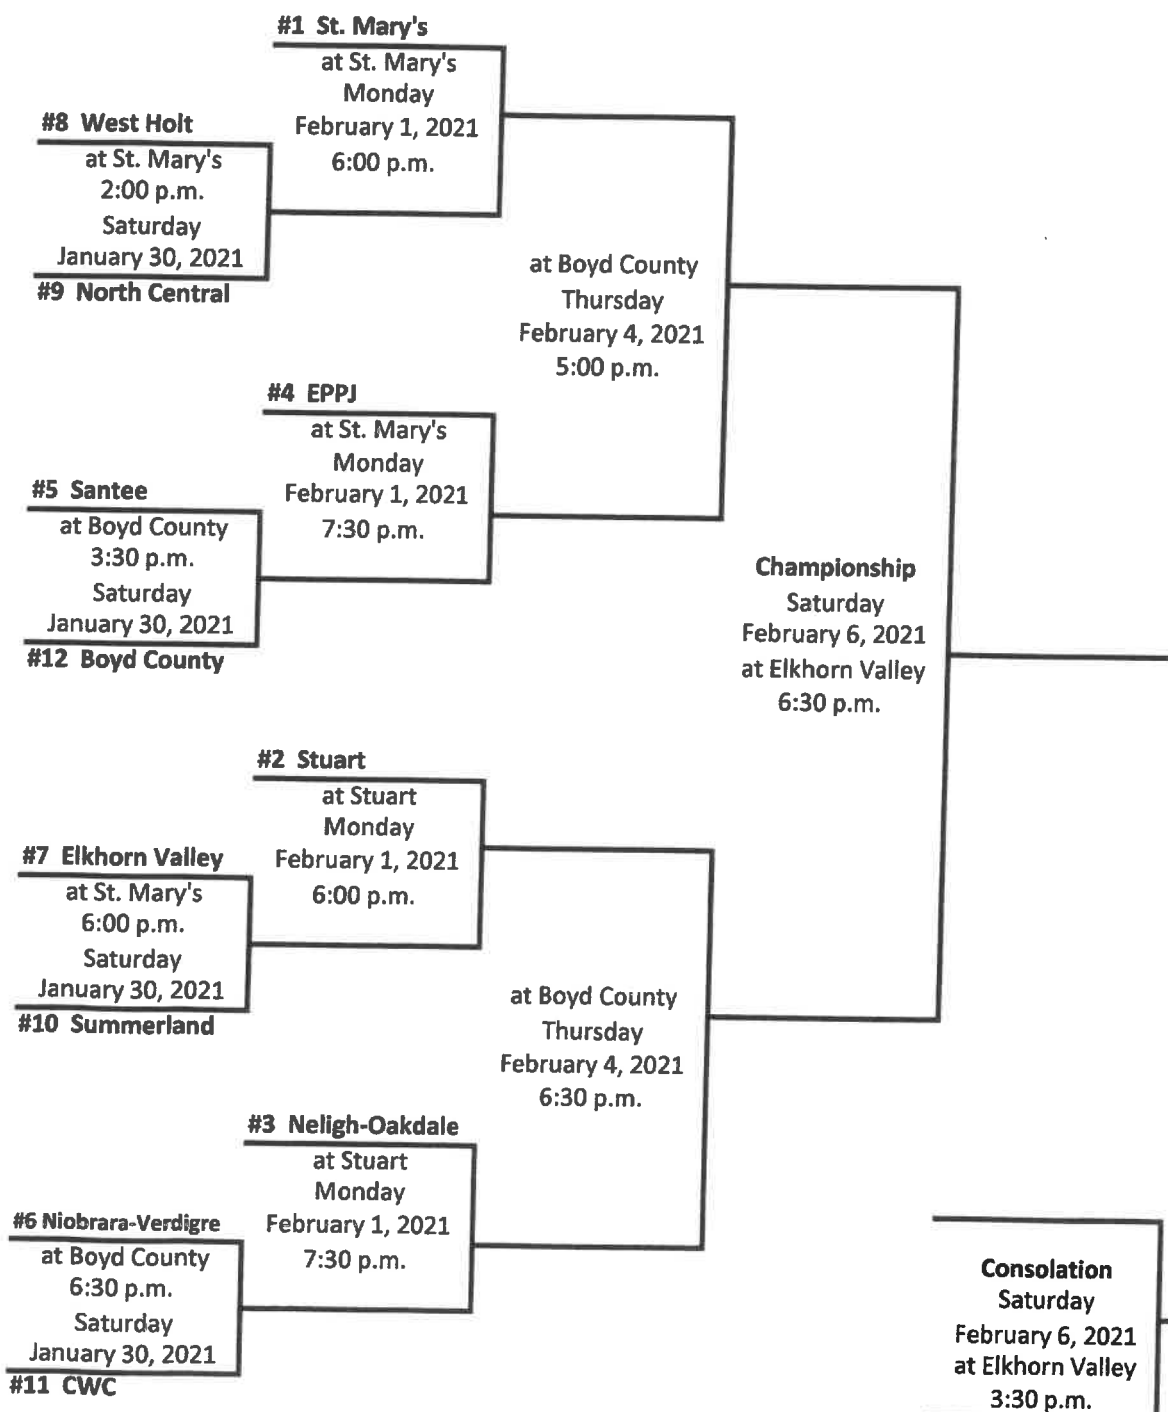 #1 St. Mary's
at St. Mary's
Monday
February 1, 2021
6:00 p.m.
#8 West Holt
at St. Mary's
2:00 p.m.
Saturday
January 30, 2021
#9 North Central
at Boyd County
Thursday
February 4, 2021
5:00 p.m.
#4 EPPJ
at St. Mary's
Monday
February 1, 2021
7:30 p.m.
#5 Santee
at Boyd County
3:30 p.m.
Saturday
January 30, 2021
#12 Boyd County
Championship
Saturday
February 6, 2021
at Elkhorn Valley
6:30 p.m.
#2 Stuart
at Stuart
Monday
February 1, 2021
6:00 p.m.
#7 Elkhorn Valley
at St. Mary's
6:00 p.m.
Saturday
January 30, 2021
#10 Summerland
at Boyd County
Thursday
February 4, 2021
6:30 p.m.
#3 Neligh-Oakdale
at Stuart
Monday
February 1, 2021
7:30 p.m.
#6 Niobrara-Verdigre
at Boyd County
6:30 p.m.
Saturday
January 30, 2021
#11 CWC
Consolation
Saturday
February 6, 2021
at Elkhorn Valley
3:30 p.m.